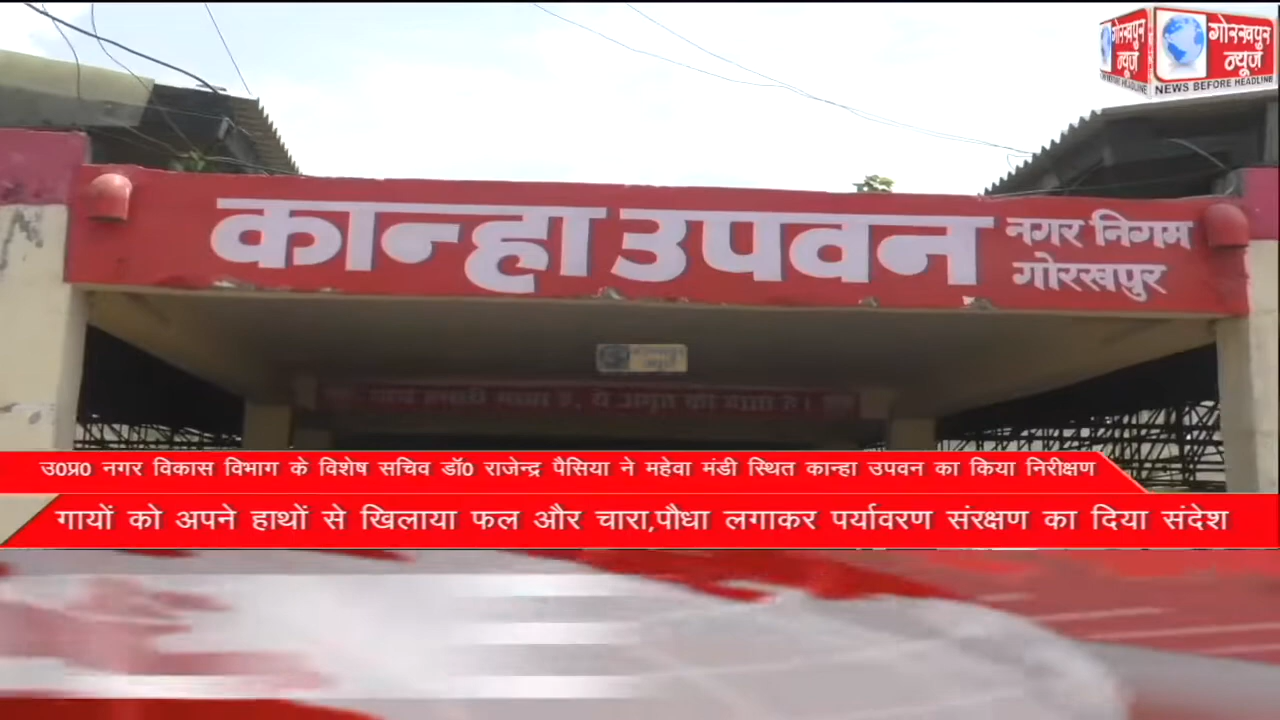 गोरखपुर
न्यूज़
NEWS BEFORE HEADLINE
कान्हा उपवन
नगर निगम
गोरखपुर
उ0प्र0 नगर विकास विभाग के विशेष सचिव डॉ0 राजेन्द्र पैसिया ने महेवा मंडी स्थित कान्हा उपवन का किया निरीक्षण
गायों को अपने हाथों से खिलाया फल और चारा,पौधा लगाकर पर्यावरण संरक्षण का दिया संदेश